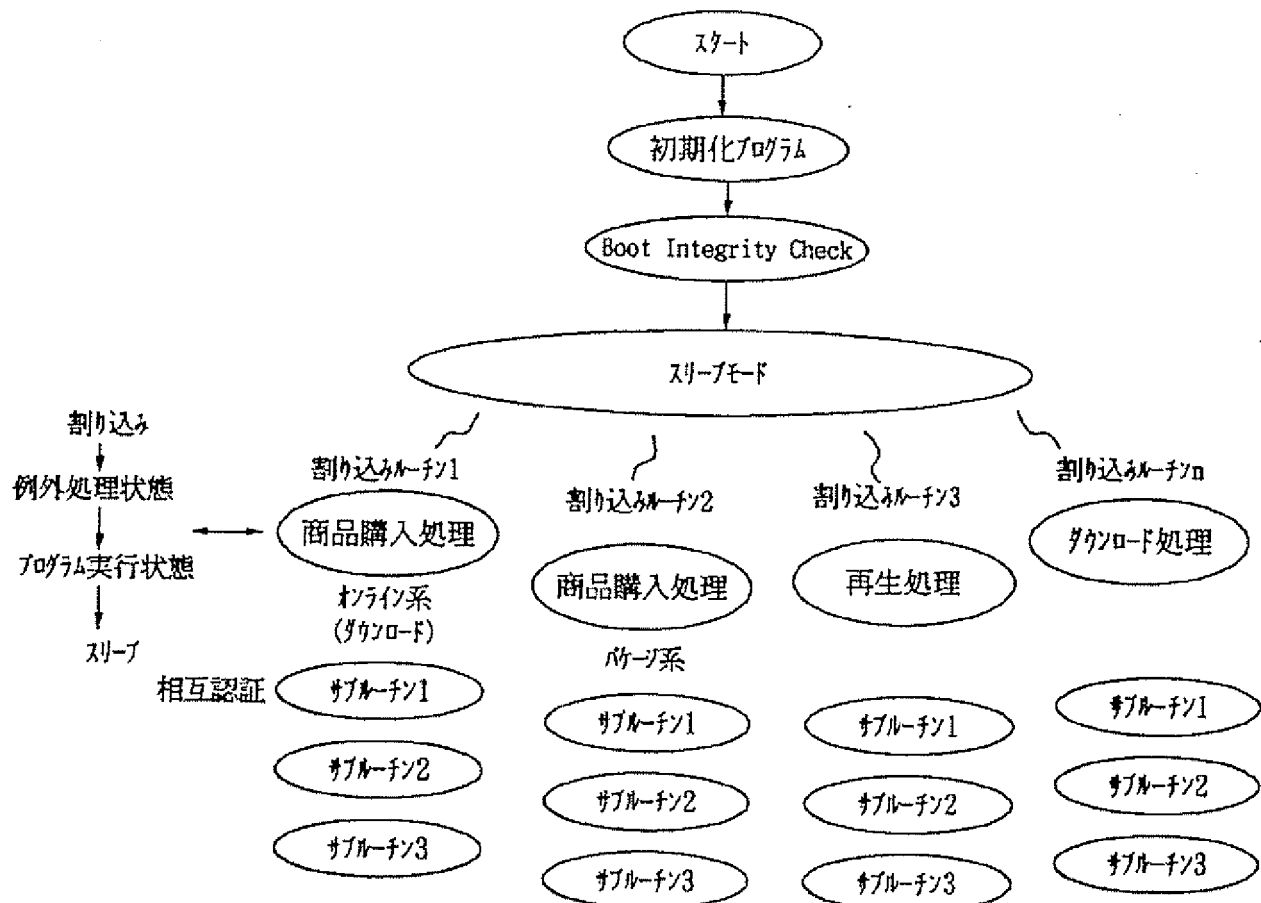 スタート
初期化プログラム
Boot Integrity Check
スリープモード
割り込み
例外処理状態
プログラム実行状態
スリープ
割り込みルーチン1
商品購入処理
オンライン系
(ダウンロード)
相互認証
サブルーチン1
サブルーチン2
サブルーチン3
割り込みルーチン2
商品購入処理
パケージ系
サブルーチン1
サブルーチン2
サブルーチン3
割り込みルーチン3
再生処理
サブルーチン1
サブルーチン2
サブルーチン3
割り込みルーチンn
ダウンロード処理
サブルーチン1
サブルーチン2
サブルーチン3